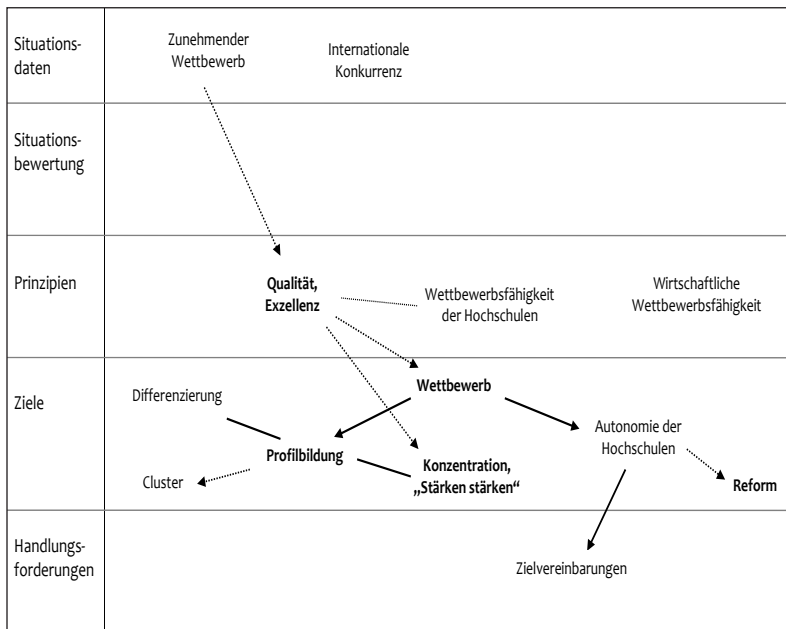 Situations-
daten
Zunehmender
Wettbewerb
Internationale
Konkurrenz
Situations-
bewertung
Prinzipien
Qualität,
Exzellenz
Wettbewerbsfähigkeit
der Hochschulen
Wirtschaftliche
Wettbewerbsfähigkeit
Ziele
Differenzierung
Wettbewerb
Autonomie der
Hochschulen
Profilbildung
Cluster
Konzentration,
„Stärken stärken“
Reform
Handlungs-
forderungen
Zielvereinbarungen